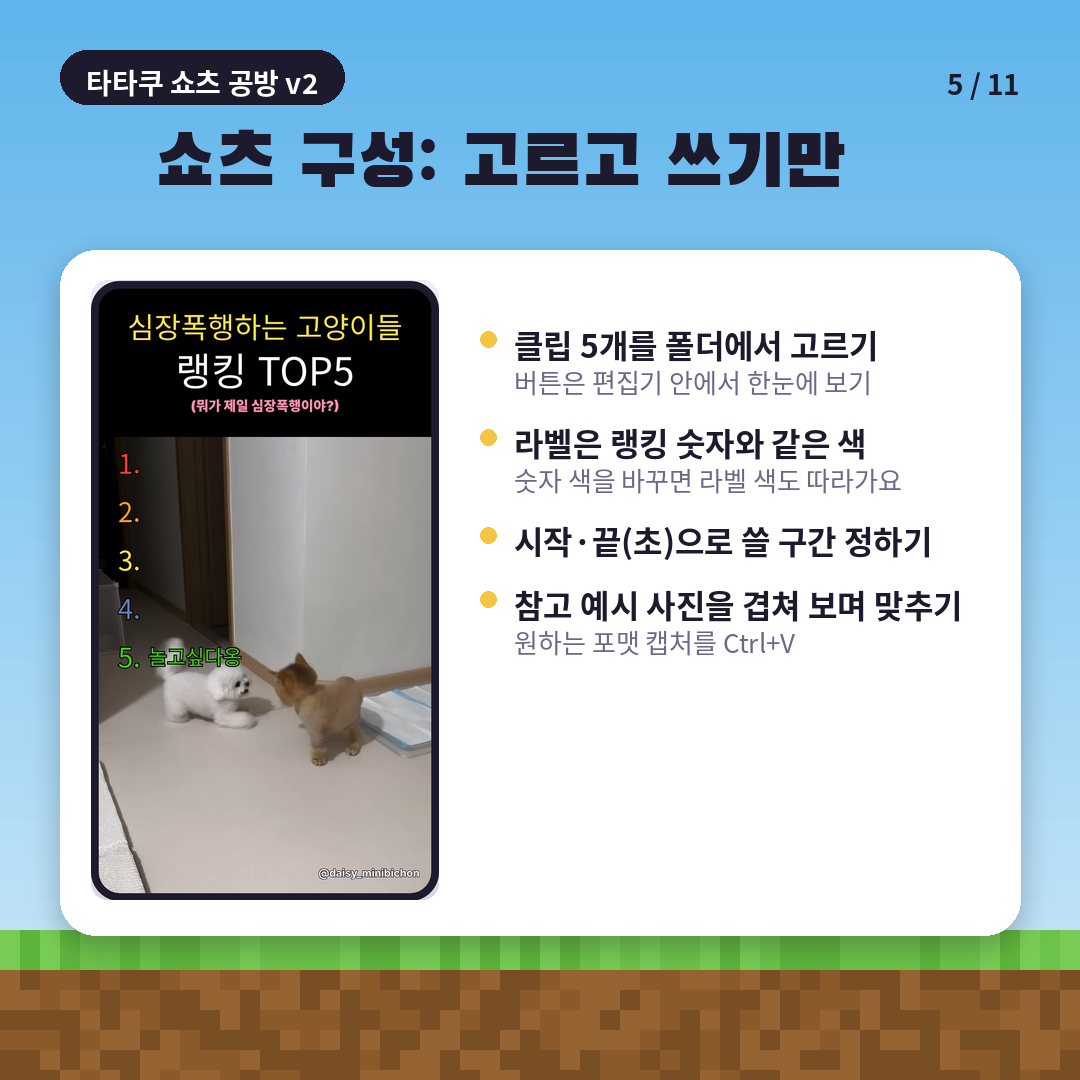 타타쿠 쇼츠 공방 v2
5 / 11
쇼츠 구성: 고르고 쓰기만
심장폭행하는 고양이들
랭킹 TOP5
(뭐가 제일 심장폭행이야?)
1.
2.
3.
4.
5. 놀고싶다옹
@daisy_minibichon
클립 5개를 폴더에서 고르기
버튼은 편집기 안에서 한눈에 보기
라벨은 랭킹 숫자와 같은 색
숫자 색을 바꾸면 라벨 색도 따라가요
시작·끝(초)으로 쓸 구간 정하기
참고 예시 사진을 겹쳐 보며 맞추기
원하는 포맷 캡처를 Ctrl+V